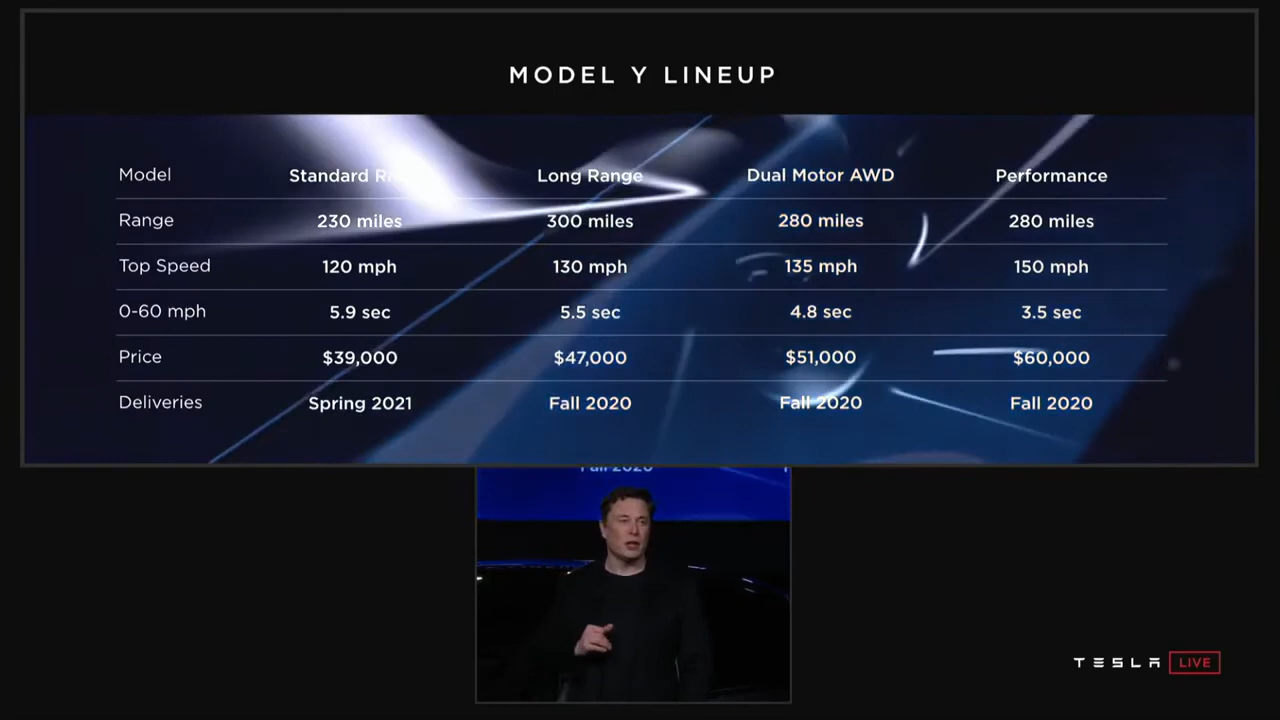 MODEL Y LINEUP
Model Standard Long Range Dual Motor AWD Performance
Range 230 miles 300 miles 280 miles 280 miles
Top Speed 120 mph 130 mph 135 mph 150 mph
0-60 mph 5.9 sec 5.5 sec 4.8 sec 3.5 sec
Price $39,000 $47,000 $51,000 $60,000
Deliveries Spring 2021 Fall 2020 Fall 2020 Fall 2020
Fall 2020
TESLA LIVE